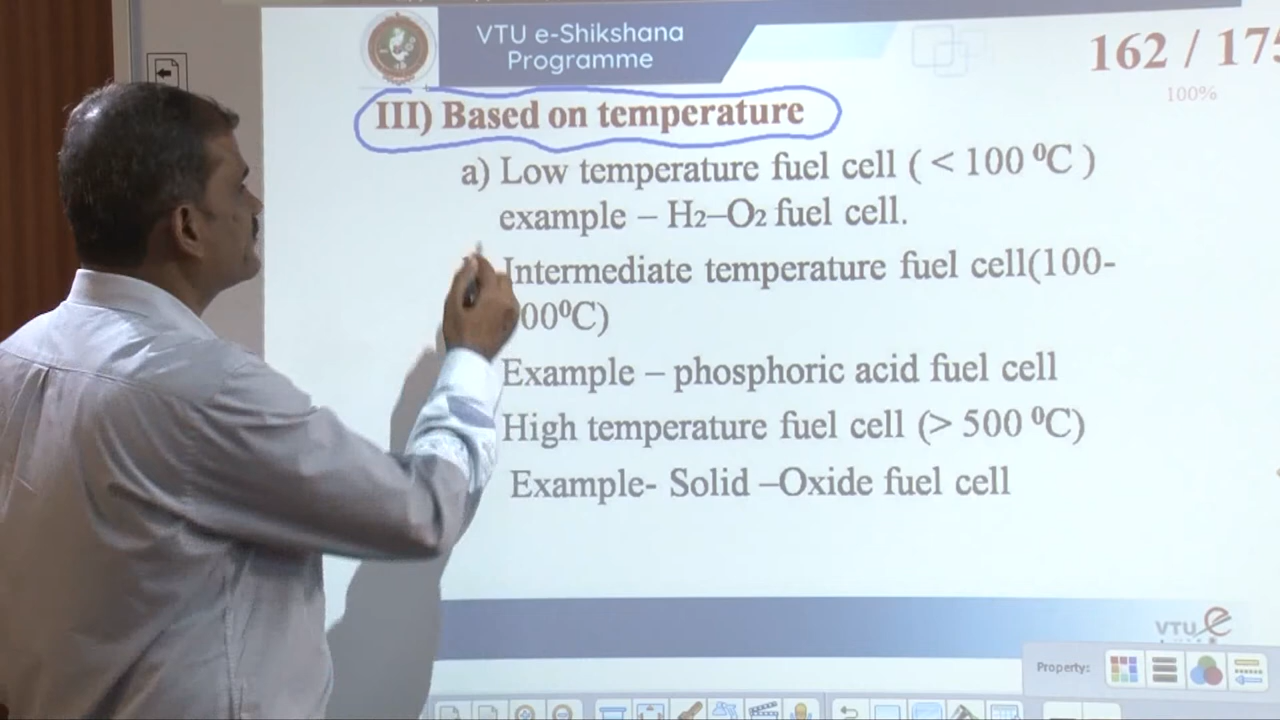 VTU e-Shikshana
Programme
162 / 175
100%
III) Based on temperature
a) Low temperature fuel cell ( < 100 ⁰C )
example – H₂–O₂ fuel cell.
Intermediate temperature fuel cell(100-
00⁰C)
Example – phosphoric acid fuel cell
High temperature fuel cell (> 500 ⁰C)
Example- Solid –Oxide fuel cell
VTU e
Property: